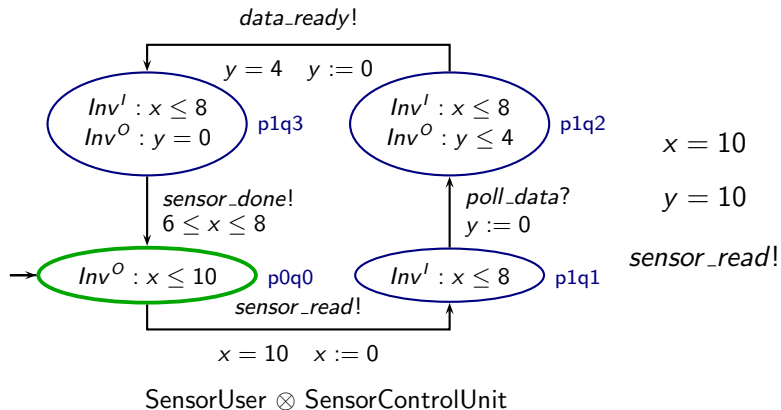 data_ready!
y = 4 y := 0
Inv^I : x ≤ 8
Inv^O : y = 0
p1q3
Inv^I : x ≤ 8
Inv^O : y ≤ 4
p1q2
x = 10
y = 10
sensor_read!
sensor_done!
6 ≤ x ≤ 8
poll_data?
y := 0
Inv^O : x ≤ 10
p0q0
Inv^I : x ≤ 8
p1q1
sensor_read!
x = 10 x := 0
SensorUser ⊗ SensorControlUnit